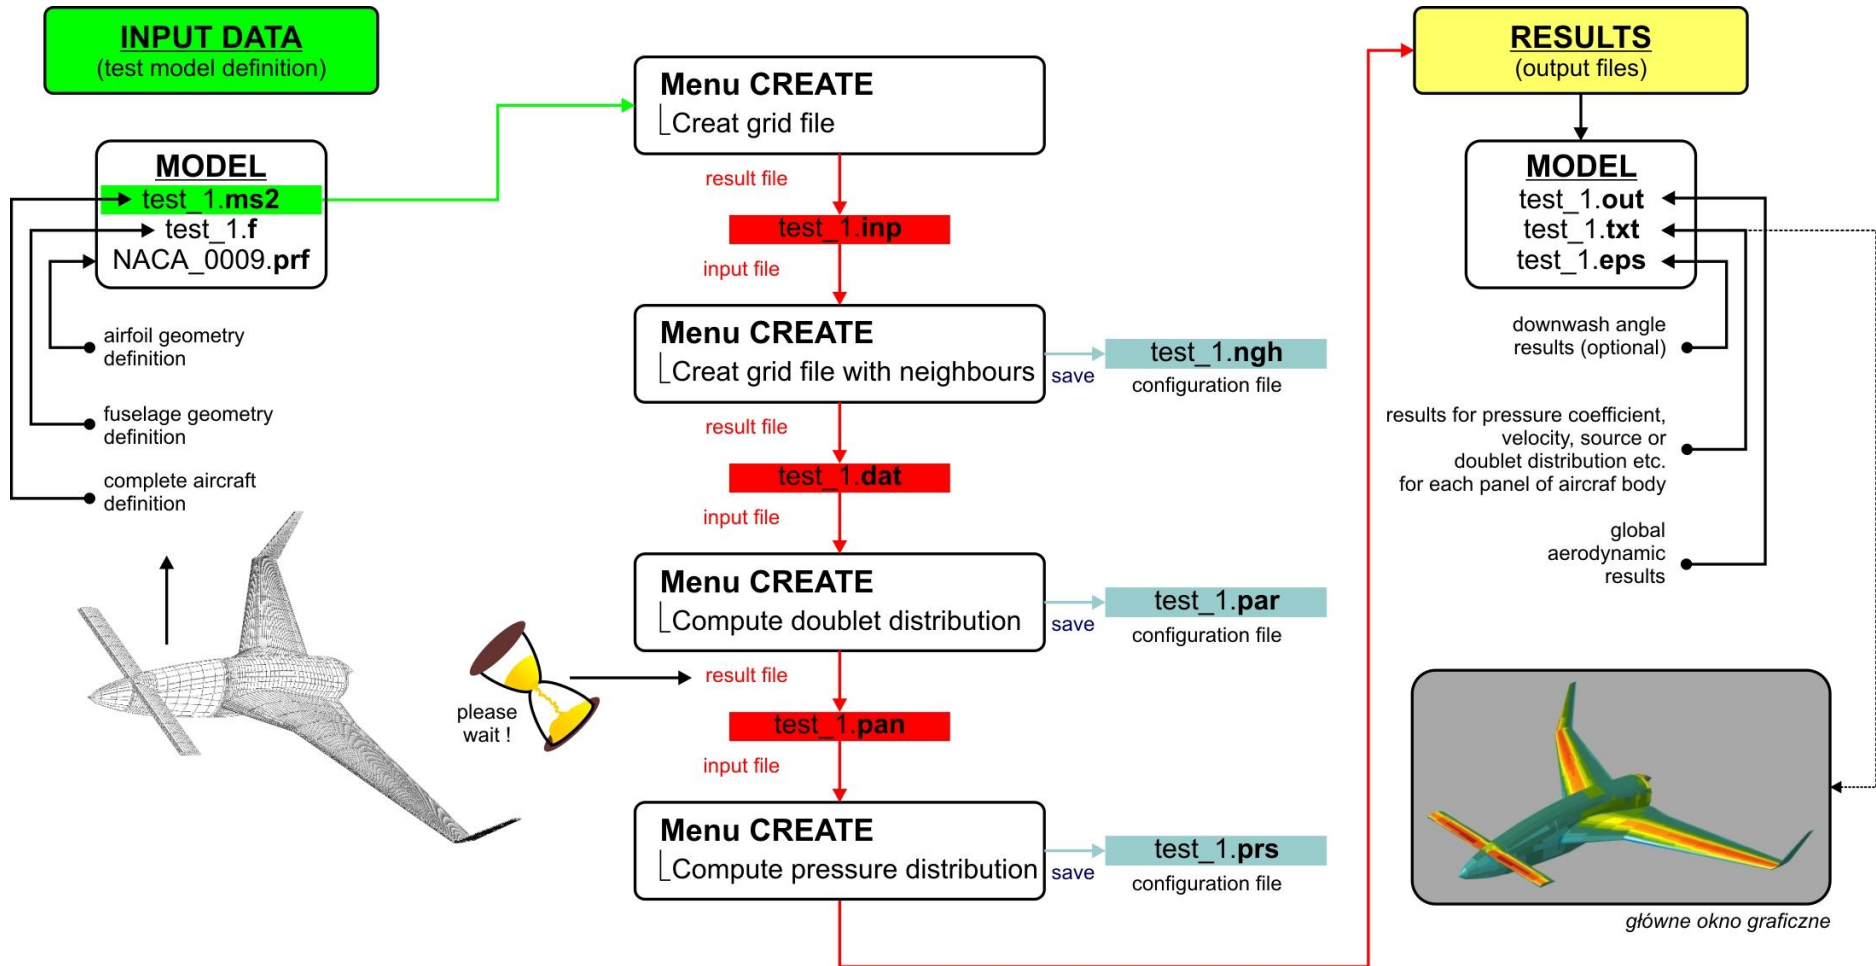 INPUT DATA
(test model definition)
MODEL
test_1.ms2
test_1.f
NACA_0009.prf
airfoil geometry
definition
fuselage geometry
definition
complete aircraft
definition
Menu CREATE
Creat grid file
result file
test_1.inp
input file
Menu CREATE
Creat grid file with neighbours
save
test_1.ngh
configuration file
result file
test_1.dat
input file
Menu CREATE
Compute doublet distribution
save
test_1.par
configuration file
please
wait !
result file
test_1.pan
input file
Menu CREATE
Compute pressure distribution
save
test_1.prs
configuration file
RESULTS
(output files)
MODEL
test_1.out
test_1.txt
test_1.eps
downwash angle
results (optional)
results for pressure coefficient,
velocity, source or
doublet distribution etc.
for each panel of aircraf body
global
aerodynamic
results
główne okno graficzne